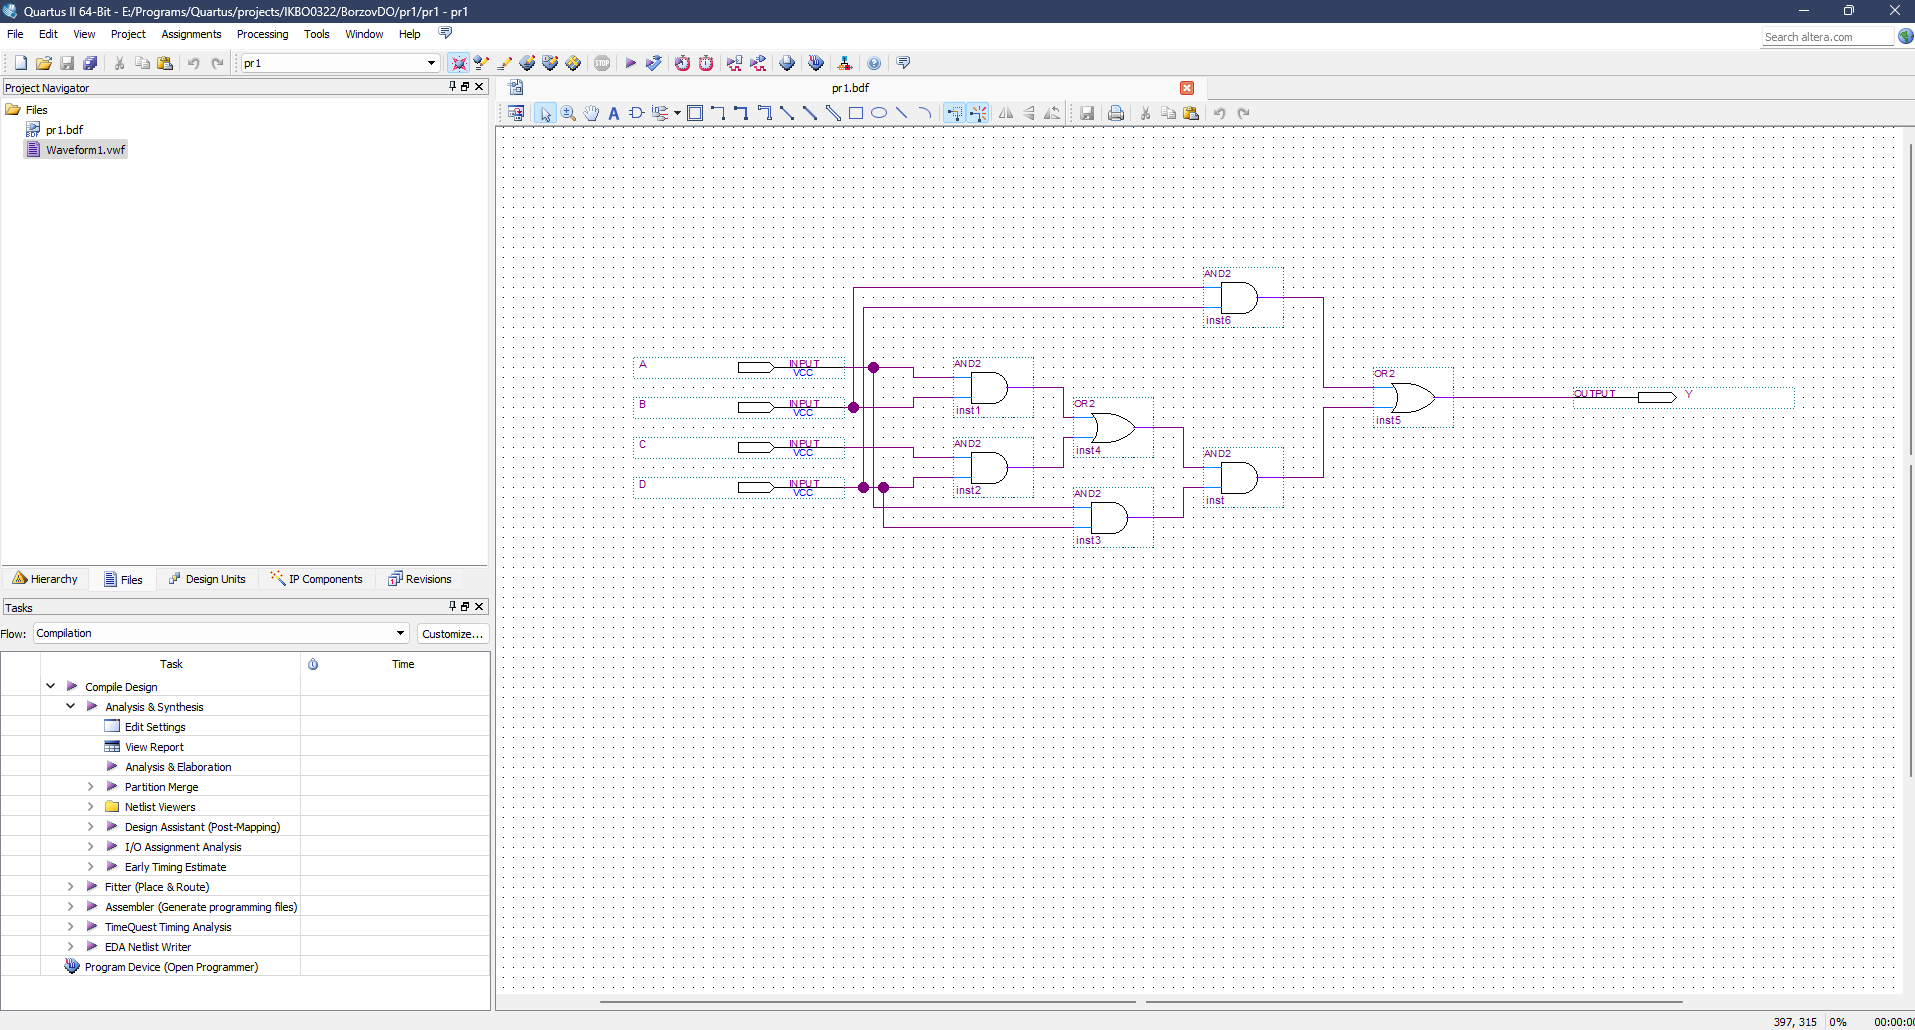 Quartus II 64-Bit - E:/Programs/Quartus/projects/IKBO0322/BorzovDO/pr1/pr1 - pr1
File Edit View Project Assignments Processing Tools Window Help
Search altera.com
pr1
STOP
Project Navigator
pr1.bdf
Files
pr1.bdf
Waveform1.vwf
AND2
inst6
A
INPUT
VCC
AND2
inst1
B
INPUT
VCC
OR2
inst4
C
INPUT
VCC
AND2
inst2
D
INPUT
VCC
AND2
inst3
AND2
inst
OR2
inst5
OUTPUT
Y
Hierarchy Files Design Units IP Components Revisions
Tasks
Flow: Compilation Customize...
Task Time
Compile Design
Analysis & Synthesis
Edit Settings
View Report
Analysis & Elaboration
Partition Merge
Netlist Viewers
Design Assistant (Post-Mapping)
I/O Assignment Analysis
Early Timing Estimate
Fitter (Place & Route)
Assembler (Generate programming files)
TimeQuest Timing Analysis
EDA Netlist Writer
Program Device (Open Programmer)
397, 315 0% 00:00:0